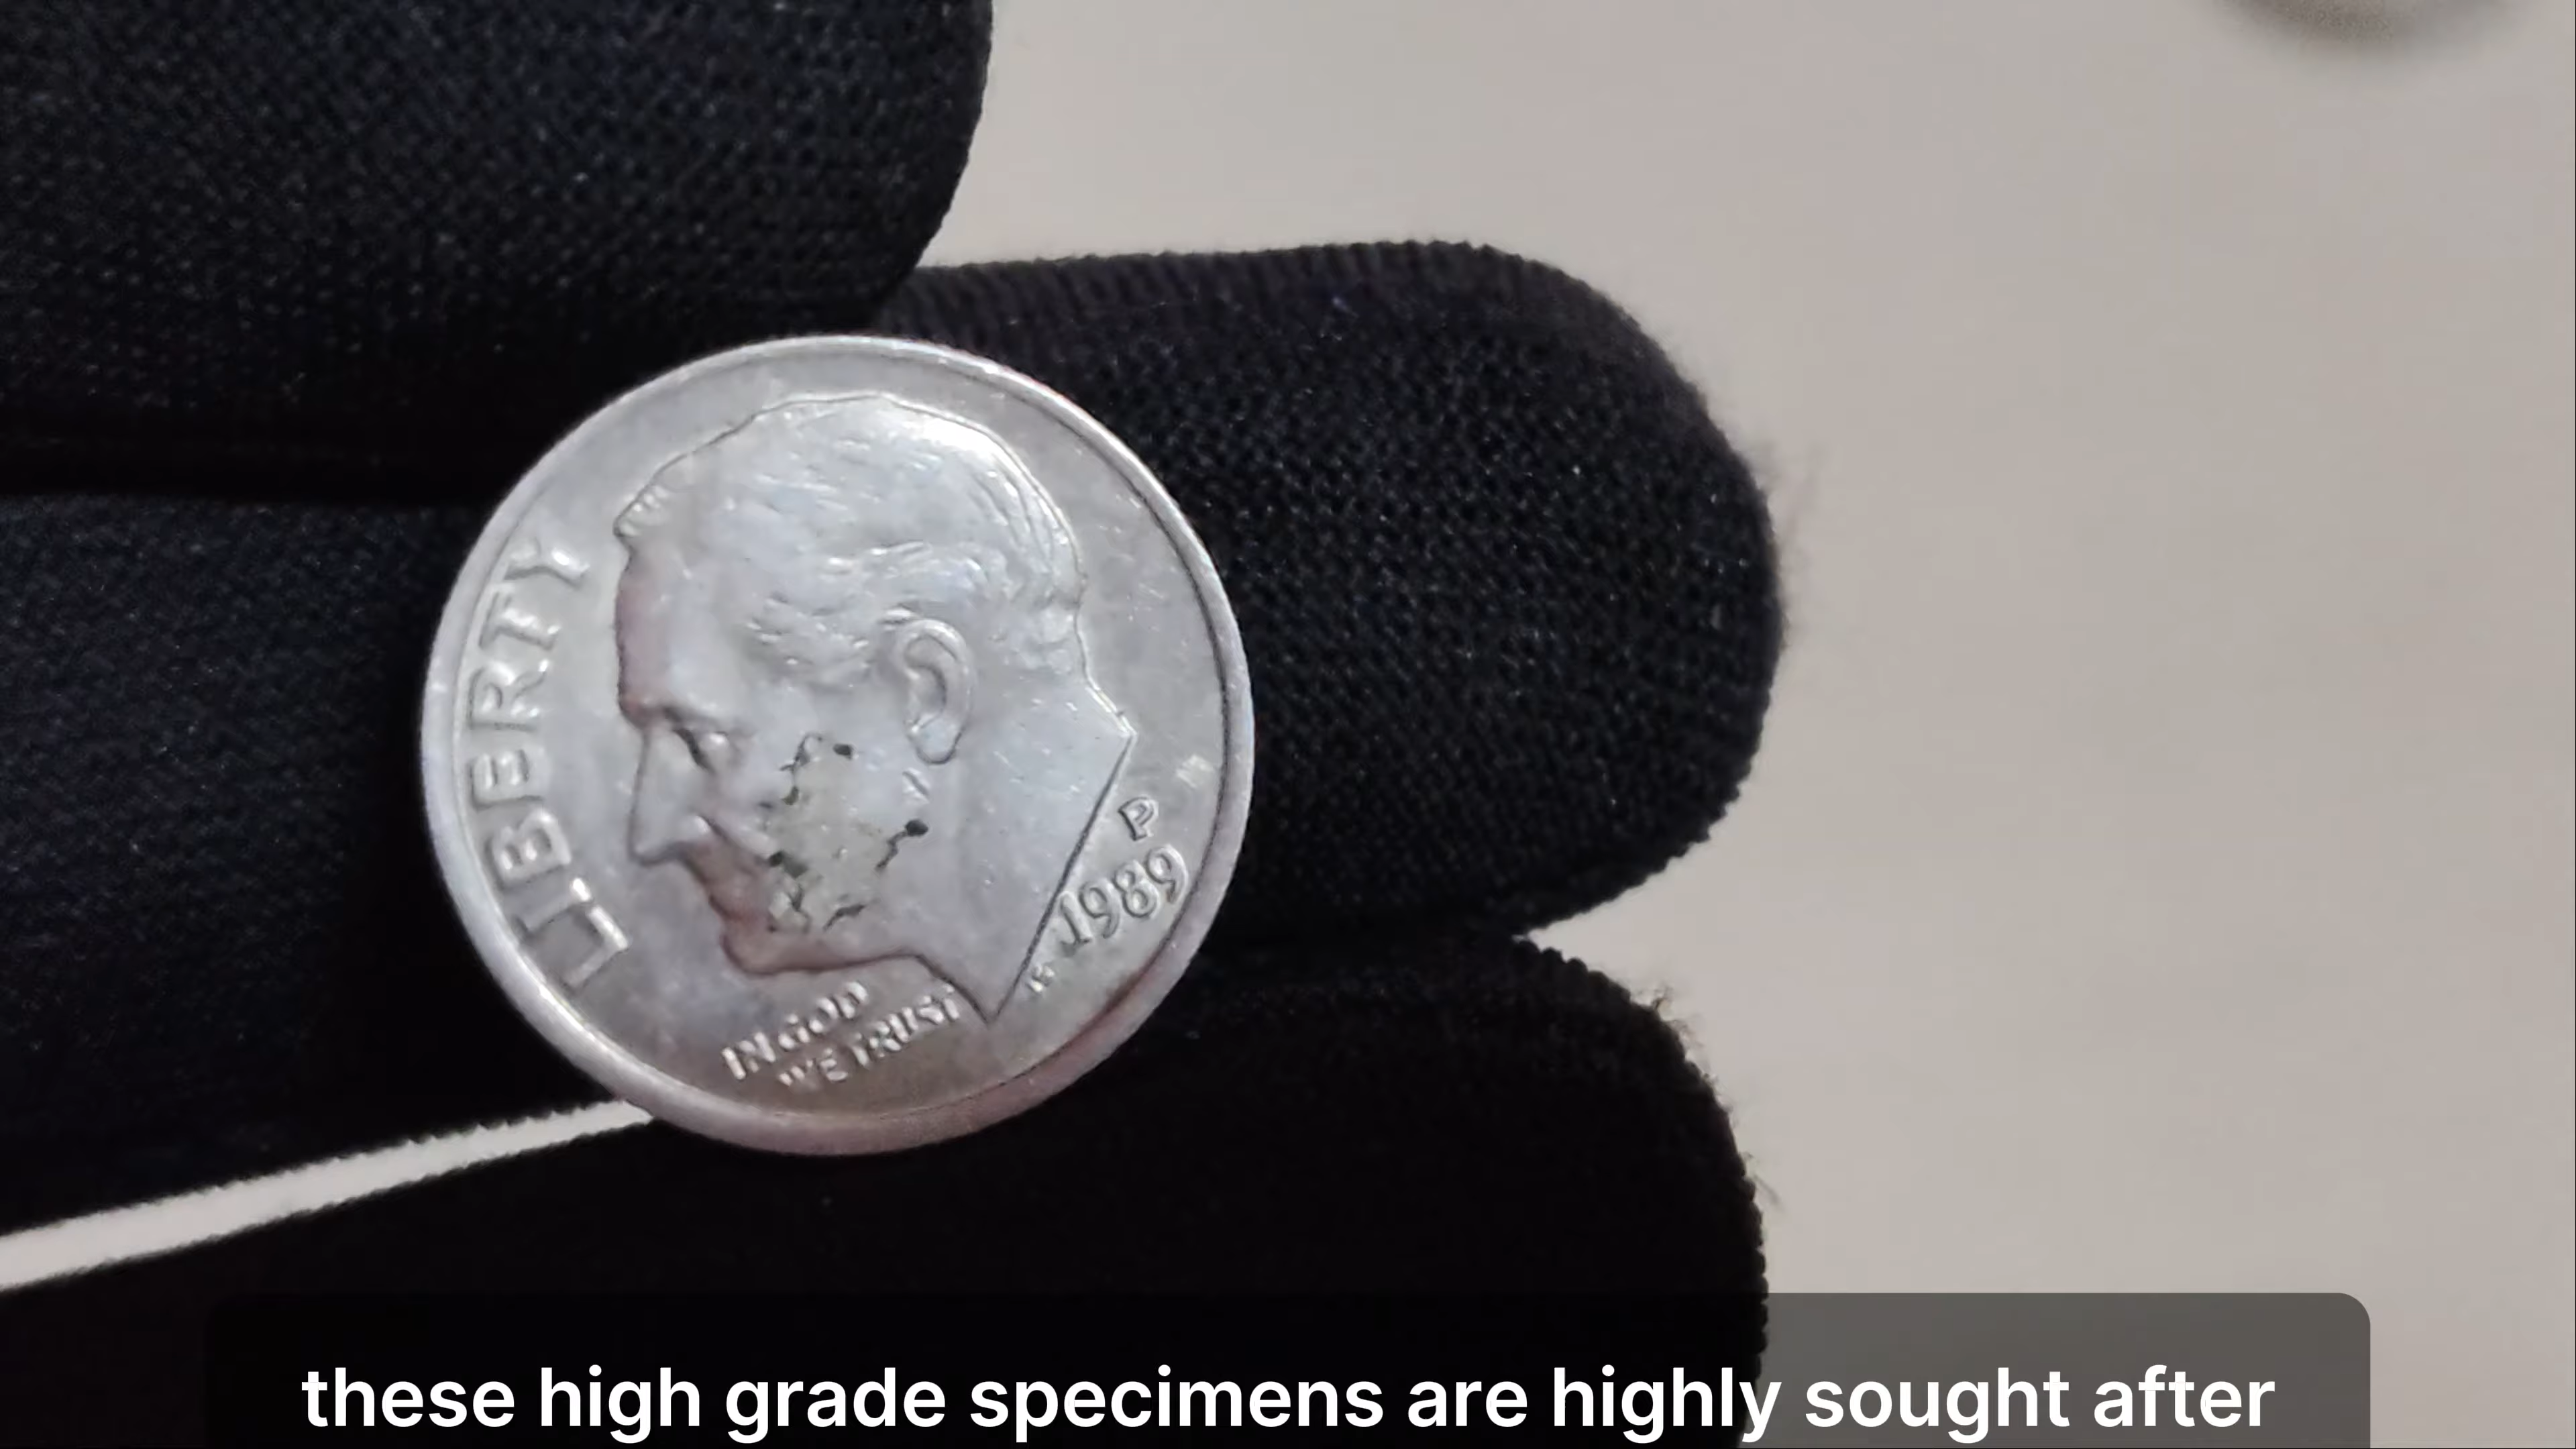 LIBERTY
P
1989
IN GOD
WE TRUST
these high grade specimens are highly sought after